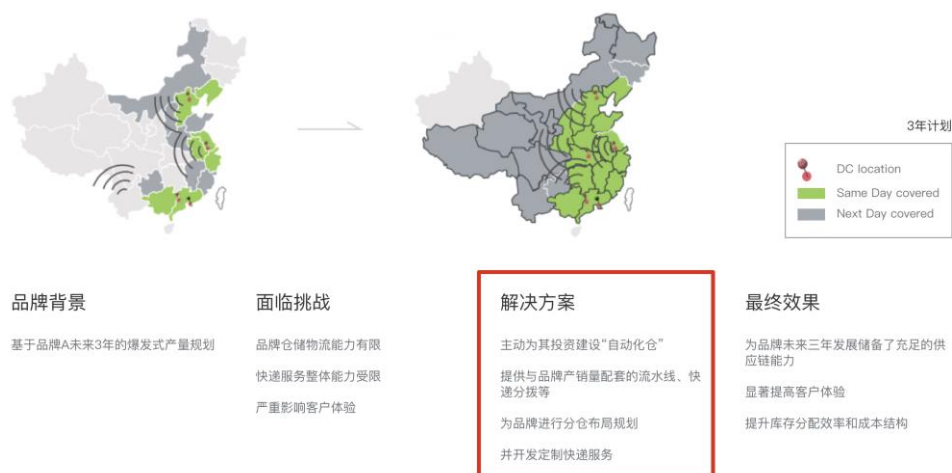 3年计划
DC location
Same Day covered
Next Day covered
品牌背景
基于品牌A未来3年的爆发式产量规划
面临挑战
品牌仓储物流能力有限
快递服务整体能力受限
严重影响客户体验
解决方案
主动为其投资建设“自动化仓”
提供与品牌产销量配套的流水线、快
递分拨等
为品牌进行分仓布局规划
并开发定制快递服务
最终效果
为品牌未来三年发展储备了充足的供
应链能力
显著提高客户体验
提升库存分配效率和成本结构